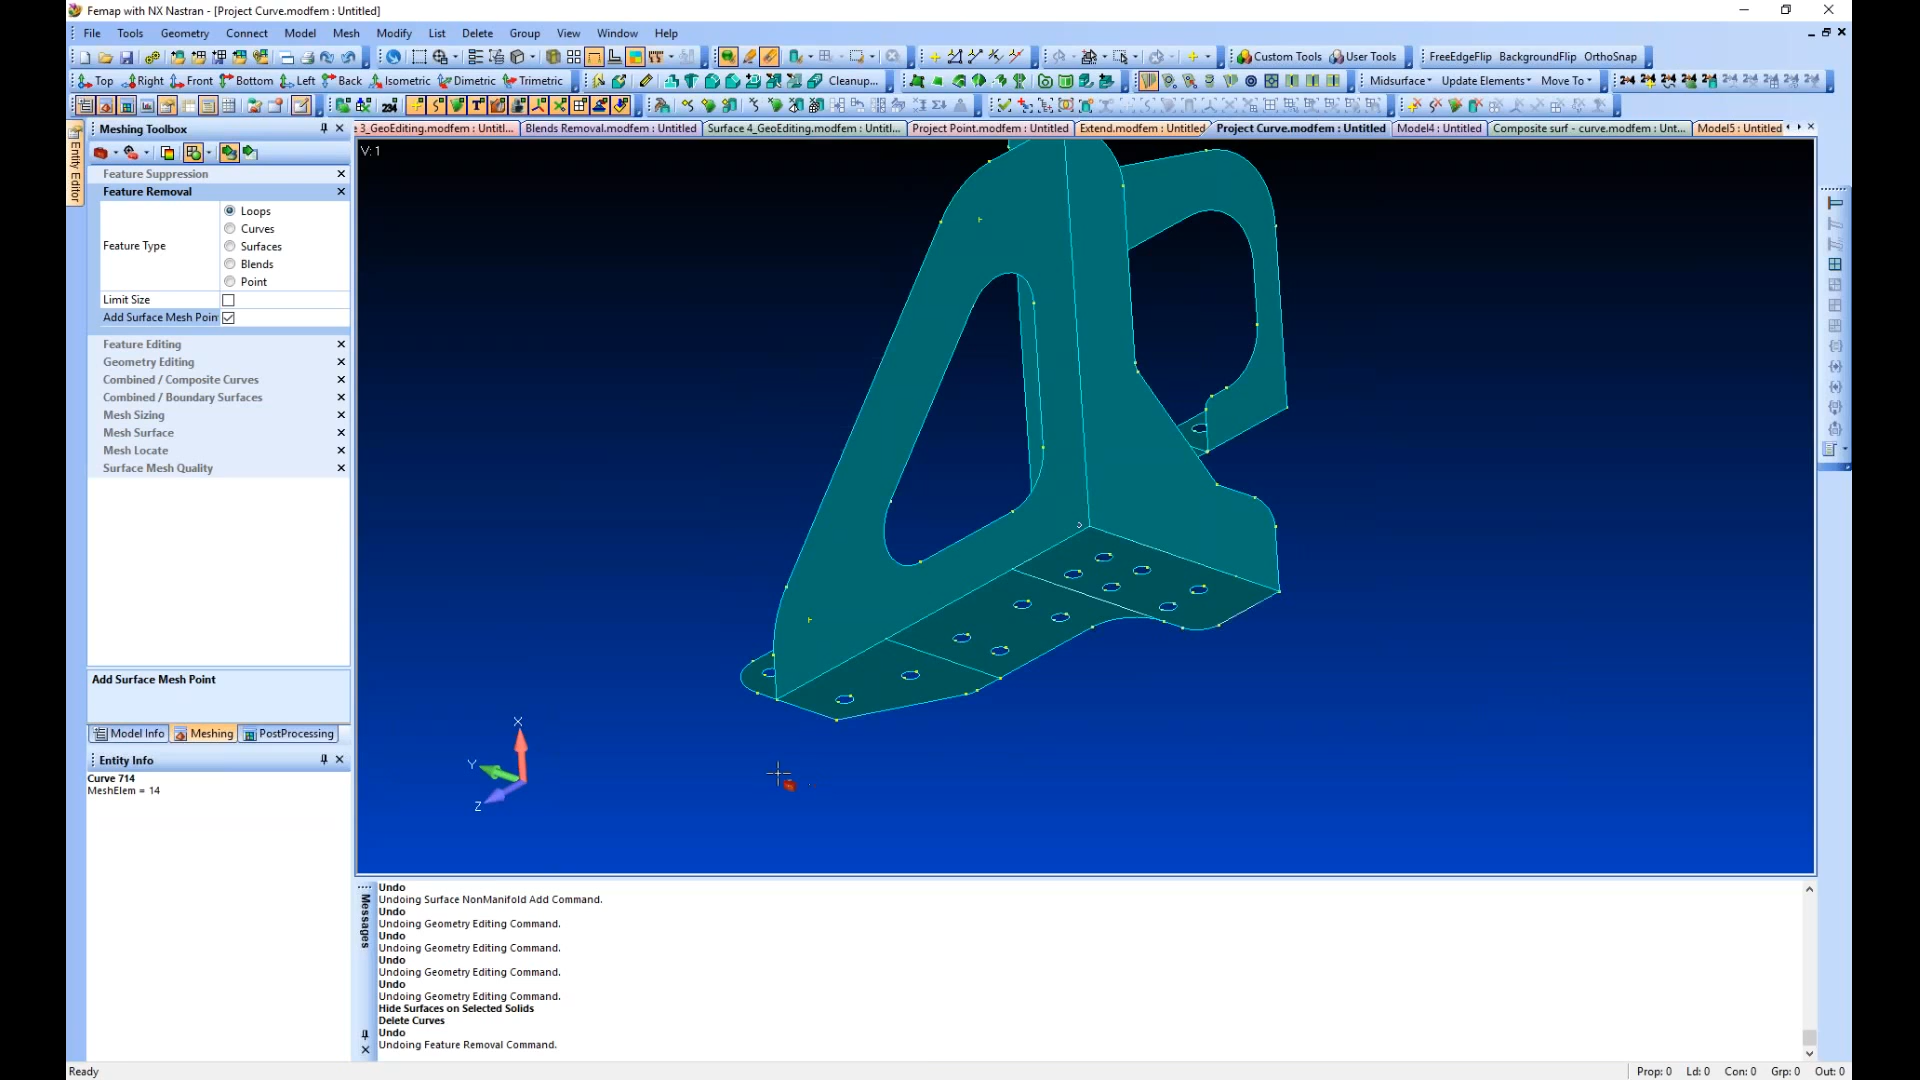 Femap with NX Nastran - [Project Curve.modfem : Untitled]
File Tools Geometry Connect Model Mesh Modify List Delete Group View Window Help
Custom Tools User Tools FreeEdgeFlip BackgroundFlip OrthoSnap
Top Right Front Bottom Left Back Isometric Dimetric Trimetric Cleanup... Midsurface Update Elements Move To
234
Meshing Toolbox
3_GeoEditing.modfem : Untitl... Blends Removal.modfem : Untitled Surface 4_GeoEditing.modfem : Untitl... Project Point.modfem : Untitled Extend.modfem : Untitled Project Curve.modfem : Untitled Model4 : Untitled Composite surf - curve.modfem : Unt... Model5 : Untitled
Entity Editor
V: 1
Feature Suppression
Feature Removal
Feature Type
Loops
Curves
Surfaces
Blends
Point
Limit Size
Add Surface Mesh Poin
Feature Editing
Geometry Editing
Combined / Composite Curves
Combined / Boundary Surfaces
Mesh Sizing
Mesh Surface
Mesh Locate
Surface Mesh Quality
Add Surface Mesh Point
Model Info Meshing PostProcessing
Entity Info
Curve 714
MeshElem = 14
X
Y
Z
Messages
Undo
Undoing Surface NonManifold Add Command.
Undo
Undoing Geometry Editing Command.
Undo
Undoing Geometry Editing Command.
Undo
Undoing Geometry Editing Command.
Undo
Undoing Geometry Editing Command.
Hide Surfaces on Selected Solids
Delete Curves
Undo
Undoing Feature Removal Command.
Ready
Prop: 0 Ld: 0 Con: 0 Grp: 0 Out: 0